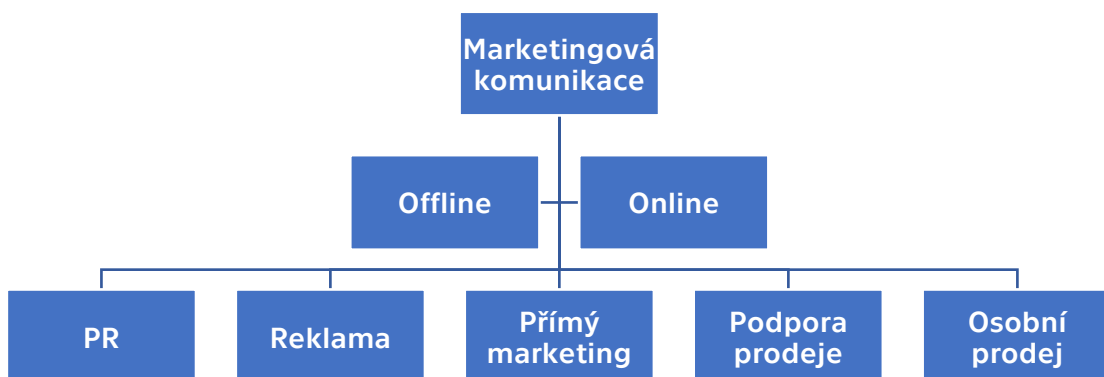 Marketingová
komunikace
Offline
Online
PR
Reklama
Přímý
marketing
Podpora
prodeje
Osobní
prodej